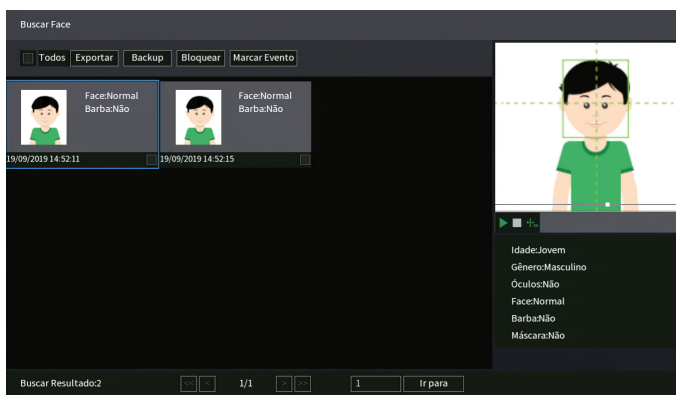 Buscar Face
Todos Exportar Backup Bloquear Marcar Evento
Face:Normal
Barba:Não
19/09/2019 14:52:11
Face:Normal
Barba:Não
19/09/2019 14:52:15
Idade:Jovem
Gênero:Masculino
Óculos:Não
Face:Normal
Barba:Não
Máscara:Não
Buscar Resultado:2 << < 1/1 > >> 1 Ir para